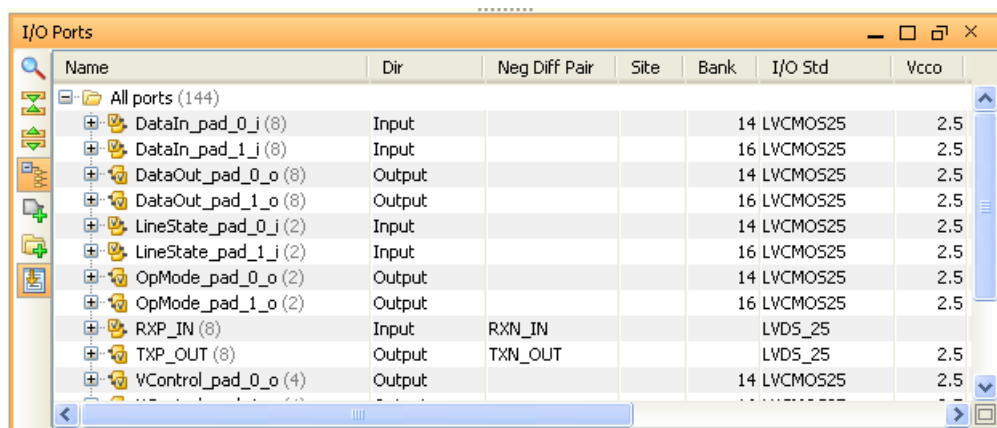 I/O Ports
Name Dir Neg Diff Pair Site Bank I/O Std Vcco
All ports (144)
DataIn_pad_0_i (8) Input 14 LVCMOS25 2.5
DataIn_pad_1_i (8) Input 16 LVCMOS25 2.5
DataOut_pad_0_o (8) Output 14 LVCMOS25 2.5
DataOut_pad_1_o (8) Output 16 LVCMOS25 2.5
LineState_pad_0_i (2) Input 14 LVCMOS25 2.5
LineState_pad_1_i (2) Input 16 LVCMOS25 2.5
OpMode_pad_0_o (2) Output 14 LVCMOS25 2.5
OpMode_pad_1_o (2) Output 16 LVCMOS25 2.5
RXP_IN (8) Input RXN_IN LVDS_25
TXP_OUT (8) Output TXN_OUT LVDS_25 2.5
VControl_pad_0_o (4) Output 14 LVCMOS25 2.5